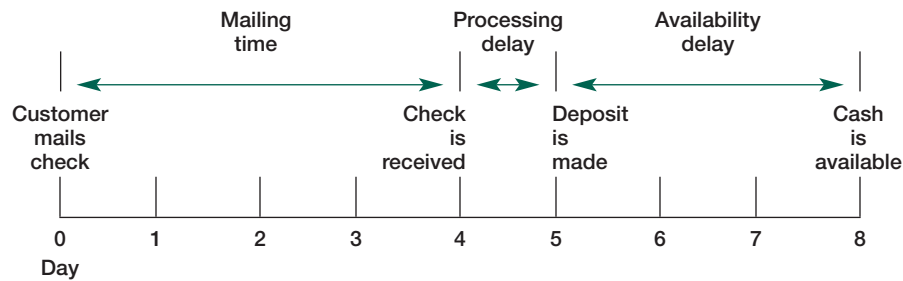 Mailing
time
Processing
delay
Availability
delay
Customer
mails
check
Check
is
received
Deposit
is
made
Cash
is
available
0 1 2 3 4 5 6 7 8
Day